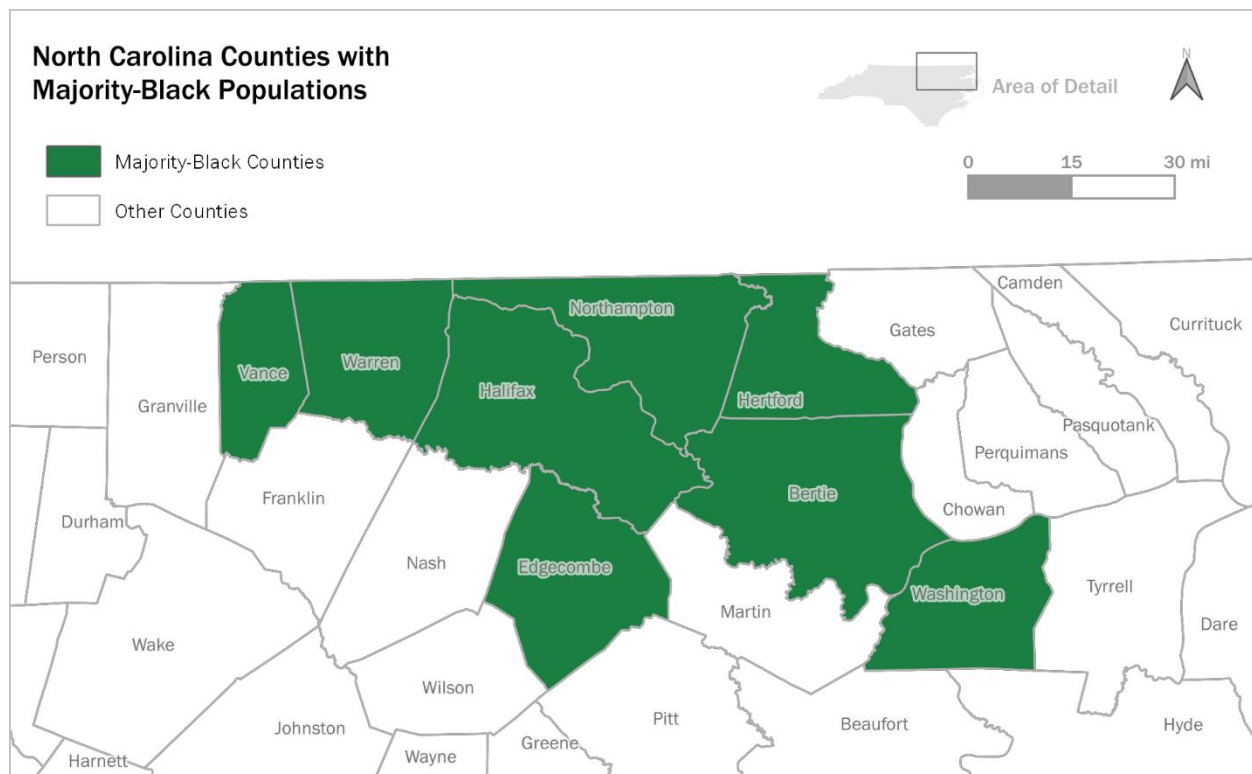 North Carolina Counties with
Majority-Black Populations
N
Area of Detail
Majority-Black Counties
0 15 30 mi
Other Counties
Camden
Northampton
Gates
Currituck
Person
Warren
Vance
Halifax
Hertford
Granville
Pasquotank
Perquimans
Bertie
Franklin
Chowan
Durham
Nash
Edgecombe
Washington
Tyrrell
Martin
Dare
Wake
Wilson
Pitt
Beaufort
Hyde
Johnston
Greene
Wayne
Harnett